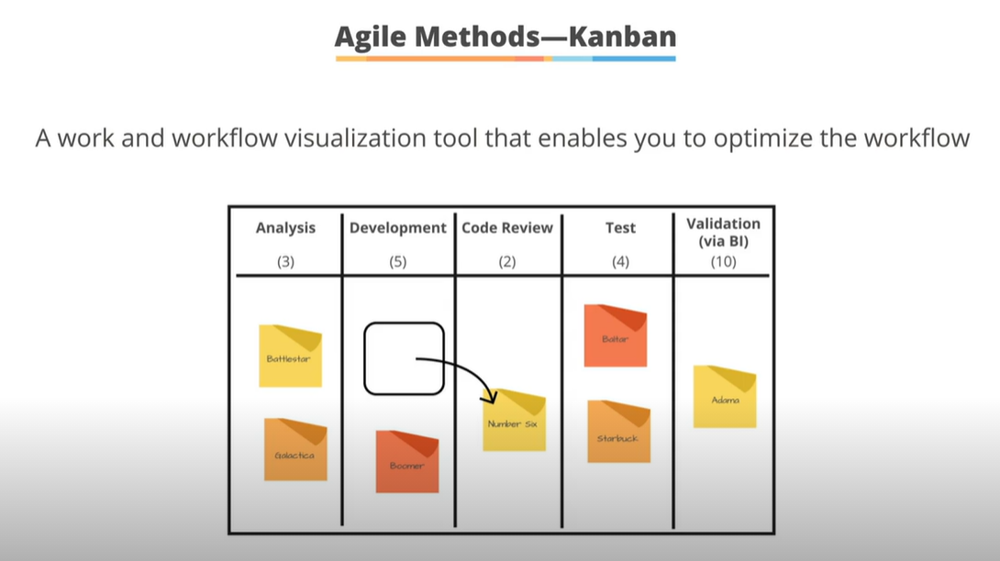 Agile Methods—Kanban
A work and workflow visualization tool that enables you to optimize the workflow
Analysis
(3)
Development
(5)
Code Review
(2)
Test
(4)
Validation
(via BI)
(10)
Battlestar
Galactica
Boomer
Number Six
Baltar
Starbuck
Adama